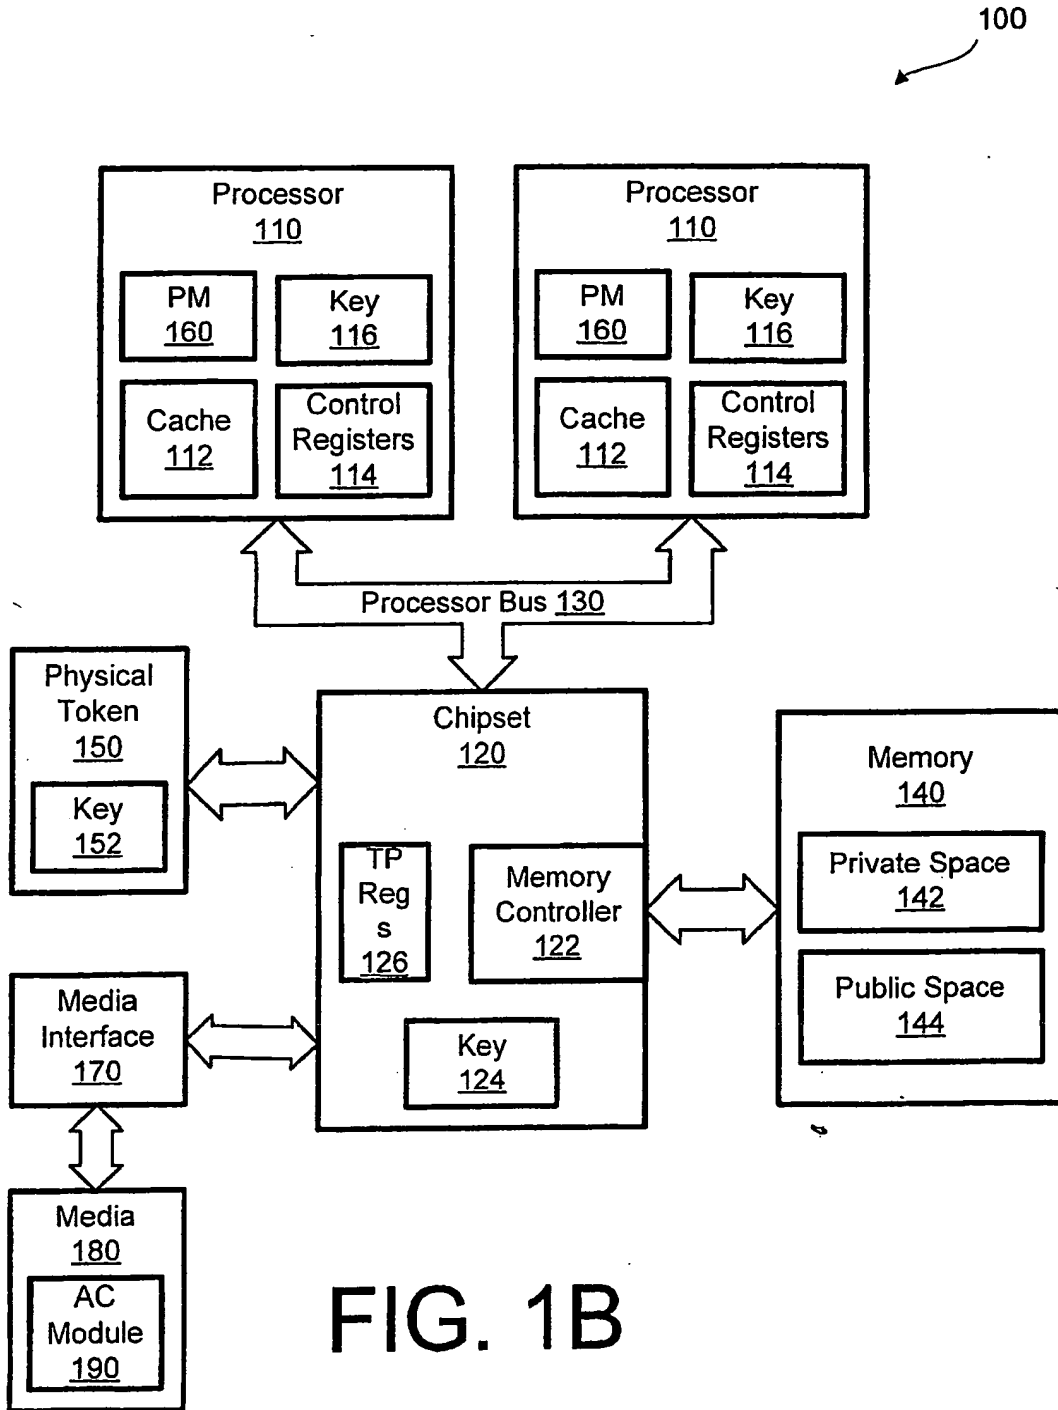 100
Processor
110
PM
160
Key
116
Cache
112
Control
Registers
114
Processor
110
PM
160
Key
116
Cache
112
Control
Registers
114
Processor Bus 130
Physical
Token
150
Key
152
Chipset
120
TP
Reg
s
126
Memory
Controller
122
Key
124
Memory
140
Private Space
142
Public Space
144
Media
Interface
170
Media
180
AC
Module
190
FIG. 1B